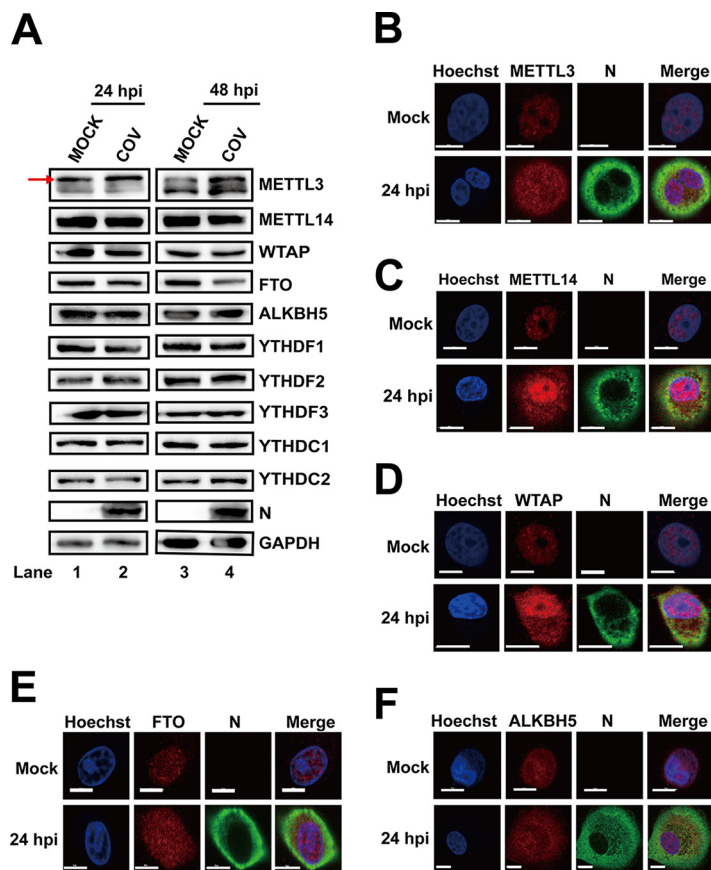 A
24 hpi 48 hpi
MOCK COV MOCK COV
METTL3
METTL14
WTAP
FTO
ALKBH5
YTHDF1
YTHDF2
YTHDF3
YTHDC1
YTHDC2
N
GAPDH
Lane 1 2 3 4
B
Hoechst METTL3 N Merge
Mock
24 hpi
C
Hoechst METTL14 N Merge
Mock
24 hpi
D
Hoechst WTAP N Merge
Mock
24 hpi
E
Hoechst FTO N Merge
Mock
24 hpi
F
Hoechst ALKBH5 N Merge
Mock
24 hpi